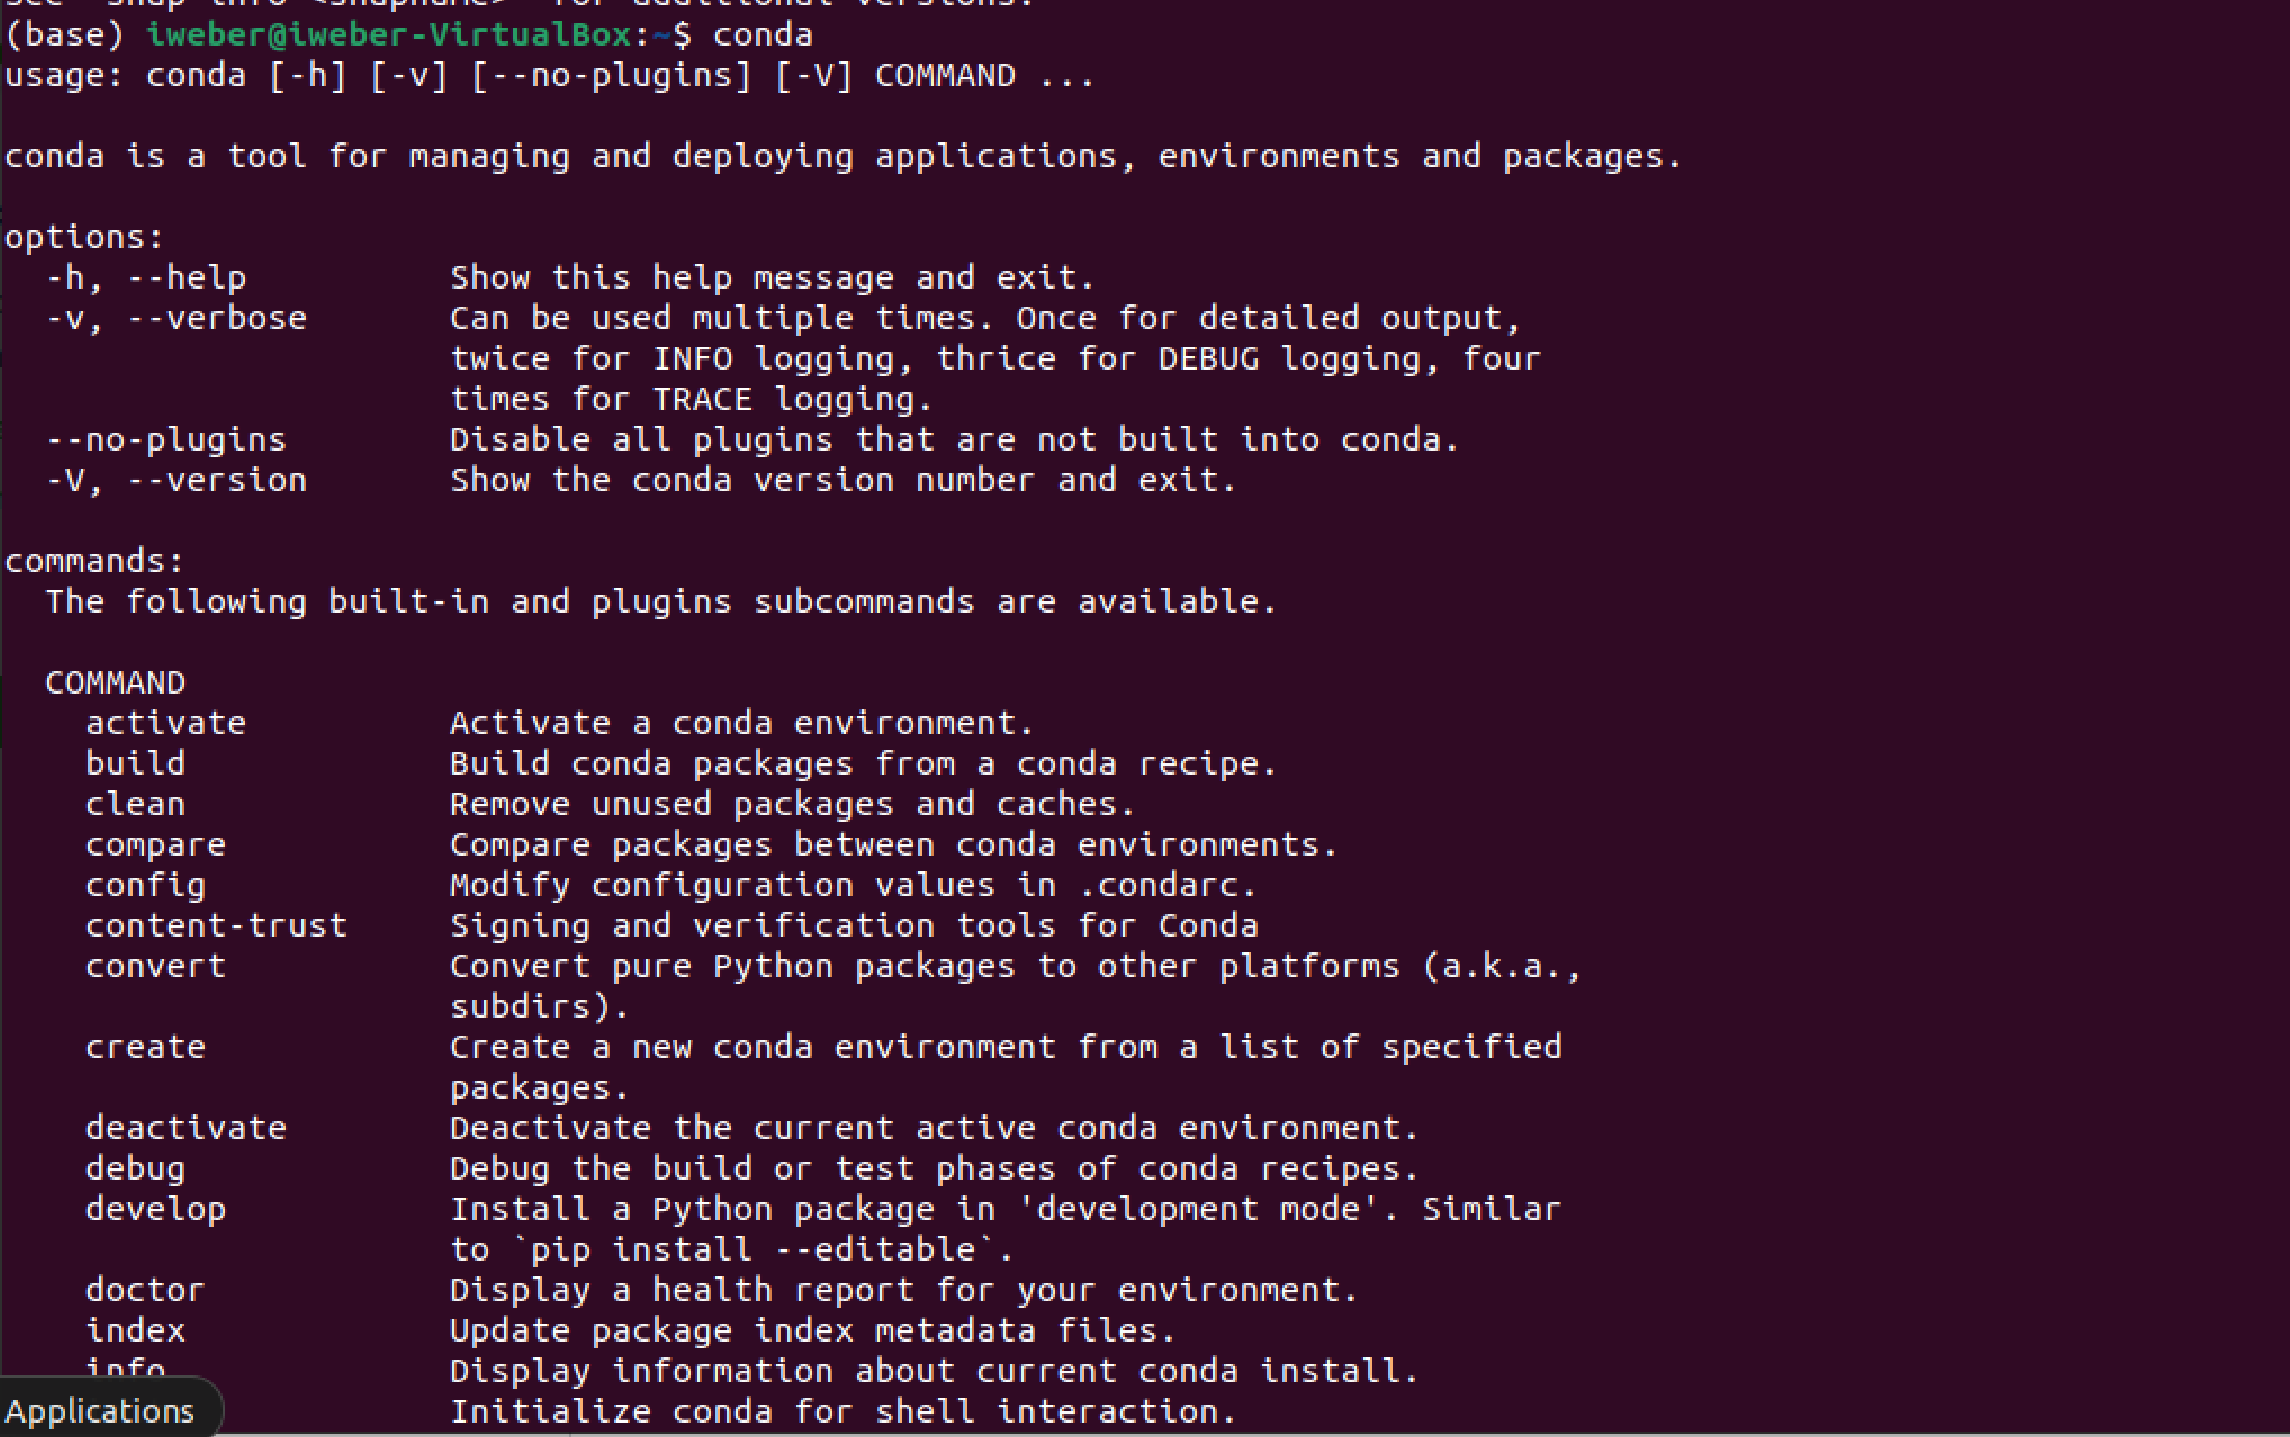 see 'snap info <snapname>' for additional versions.
(base) iweber@iweber-VirtualBox:~$ conda
usage: conda [-h] [-v] [--no-plugins] [-V] COMMAND ...
conda is a tool for managing and deploying applications, environments and packages.
options:
-h, --help Show this help message and exit.
-v, --verbose Can be used multiple times. Once for detailed output,
twice for INFO logging, thrice for DEBUG logging, four
times for TRACE logging.
--no-plugins Disable all plugins that are not built into conda.
-V, --version Show the conda version number and exit.
commands:
The following built-in and plugins subcommands are available.
COMMAND
activate Activate a conda environment.
build Build conda packages from a conda recipe.
clean Remove unused packages and caches.
compare Compare packages between conda environments.
config Modify configuration values in .condarc.
content-trust Signing and verification tools for Conda
convert Convert pure Python packages to other platforms (a.k.a.,
subdirs).
create Create a new conda environment from a list of specified
packages.
deactivate Deactivate the current active conda environment.
debug Debug the build or test phases of conda recipes.
develop Install a Python package in 'development mode'. Similar
to `pip install --editable`.
doctor Display a health report for your environment.
index Update package index metadata files.
info Display information about current conda install.
Applications Initialize conda for shell interaction.